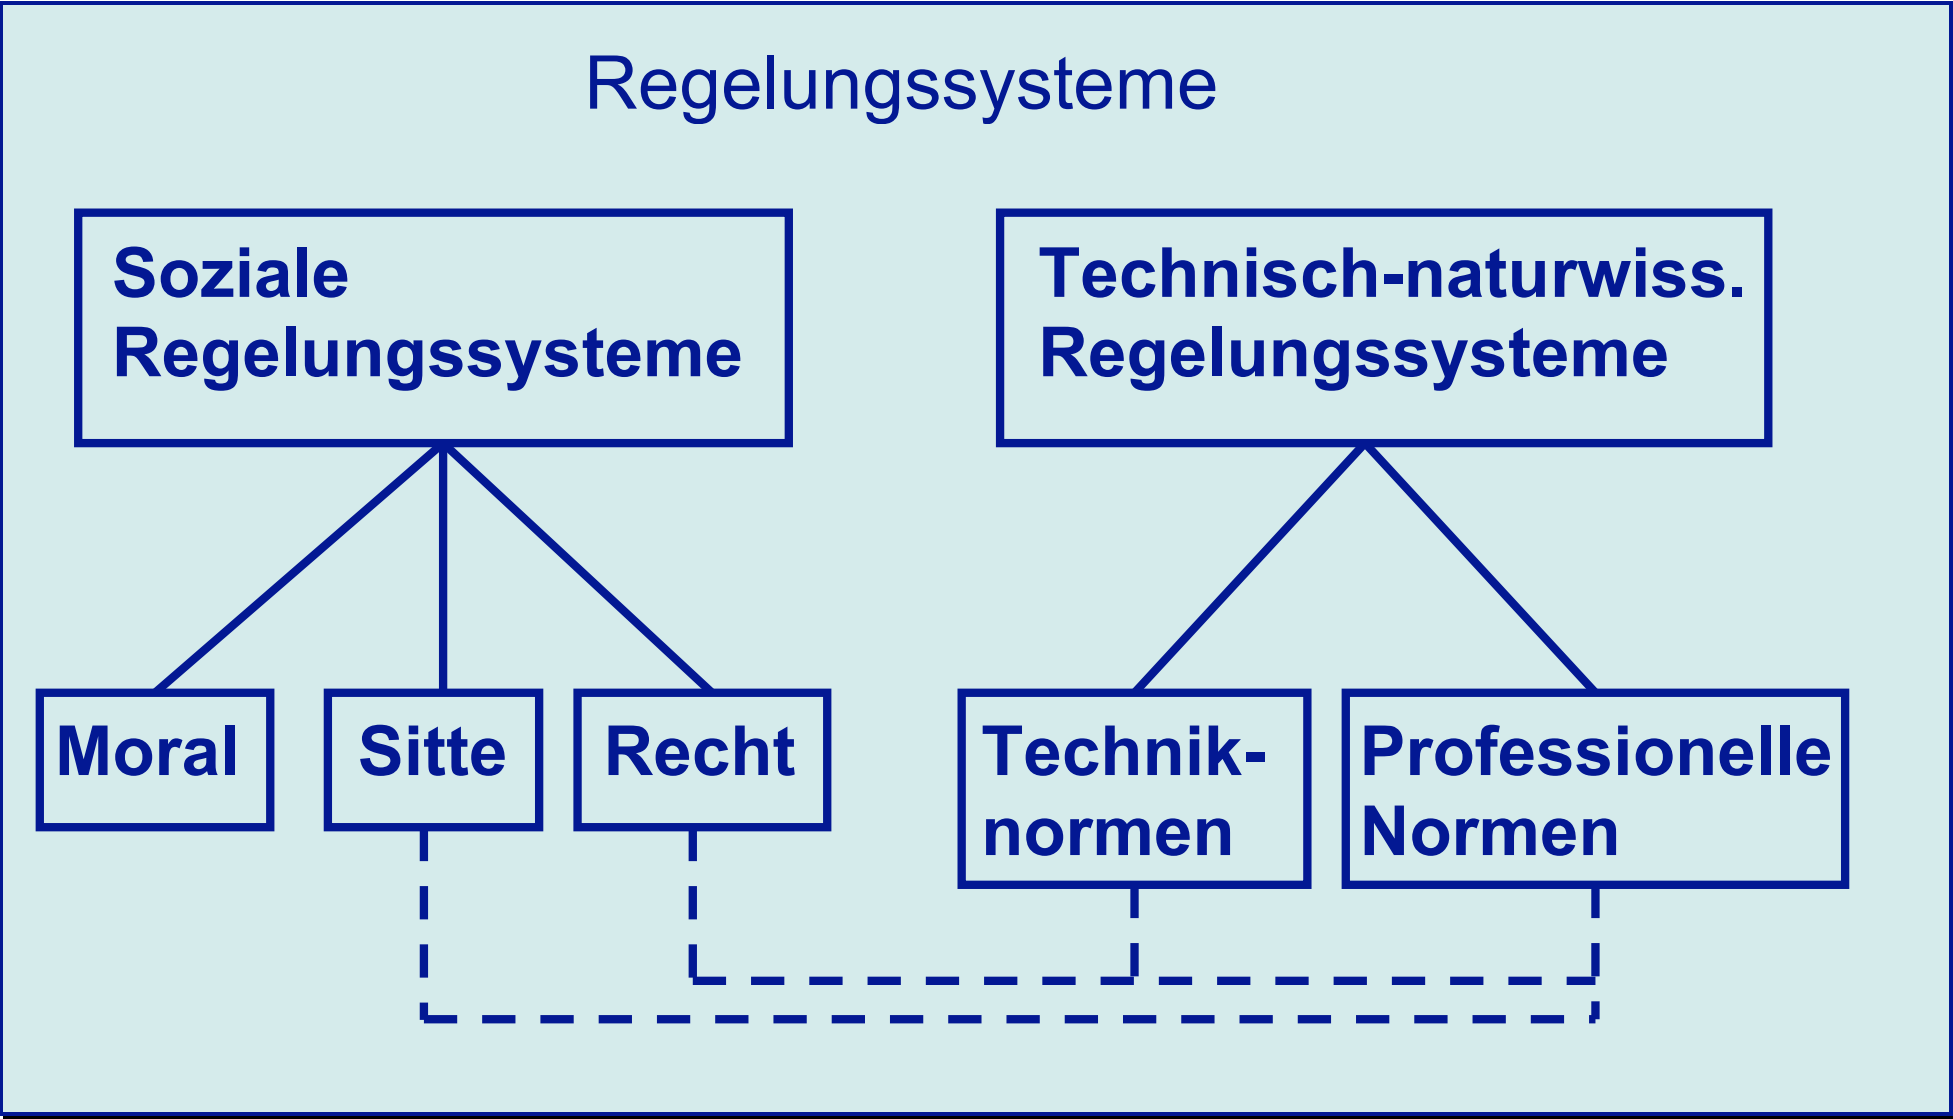 Regelungssysteme
Soziale
Regelungssysteme
Technisch-naturwiss.
Regelungssysteme
Moral
Sitte
Recht
Technik-
normen
Professionelle
Normen